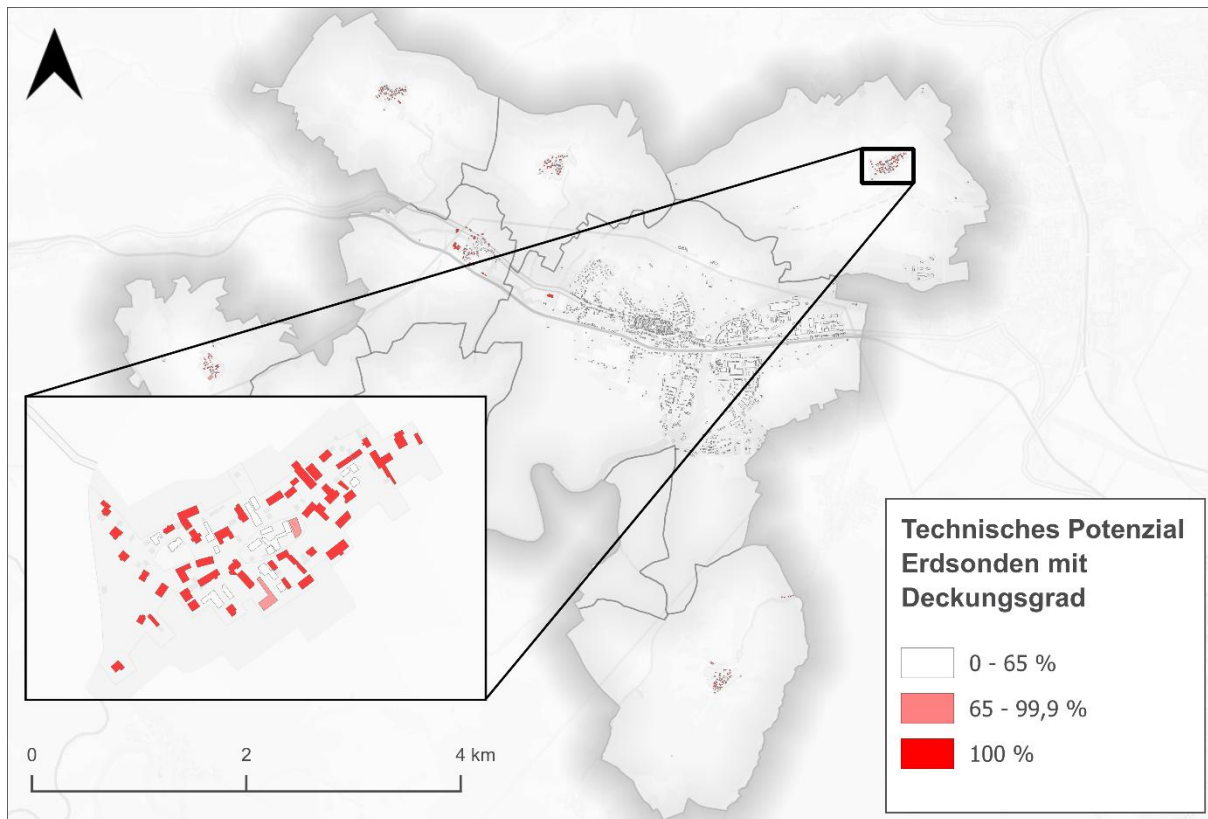 Technisches Potenzial
Erdsonden mit
Deckungsgrad
0 - 65 %
65 - 99,9 %
100 %
0 2 4 km